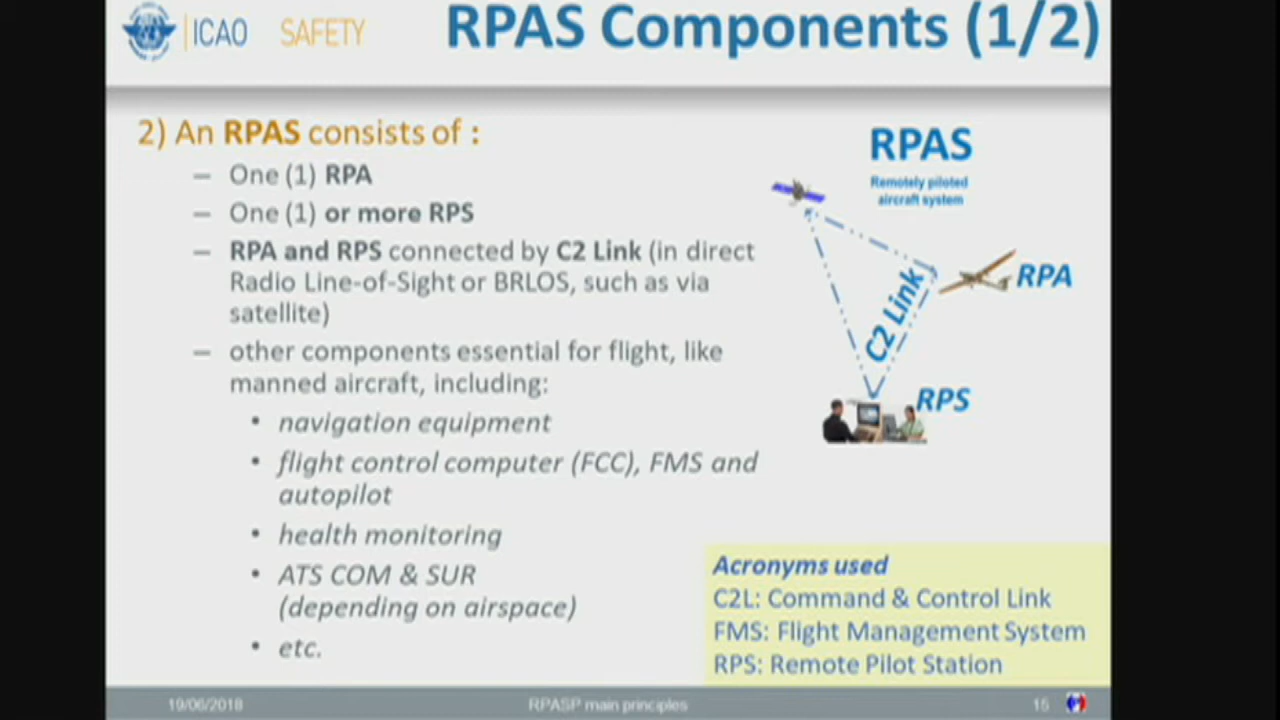 ICAO SAFETY
RPAS Components (1/2)
2) An RPAS consists of :
– One (1) RPA
– One (1) or more RPS
– RPA and RPS connected by C2 Link (in direct
Radio Line-of-Sight or BRLOS, such as via
satellite)
– other components essential for flight, like
manned aircraft, including:
• navigation equipment
• flight control computer (FCC), FMS and
autopilot
• health monitoring
• ATS COM & SUR
(depending on airspace)
• etc.
RPAS
Remotely piloted
aircraft system
RPA
C2 Link
RPS
Acronyms used
C2L: Command & Control Link
FMS: Flight Management System
RPS: Remote Pilot Station
19/06/2018
RPASP main principles
15